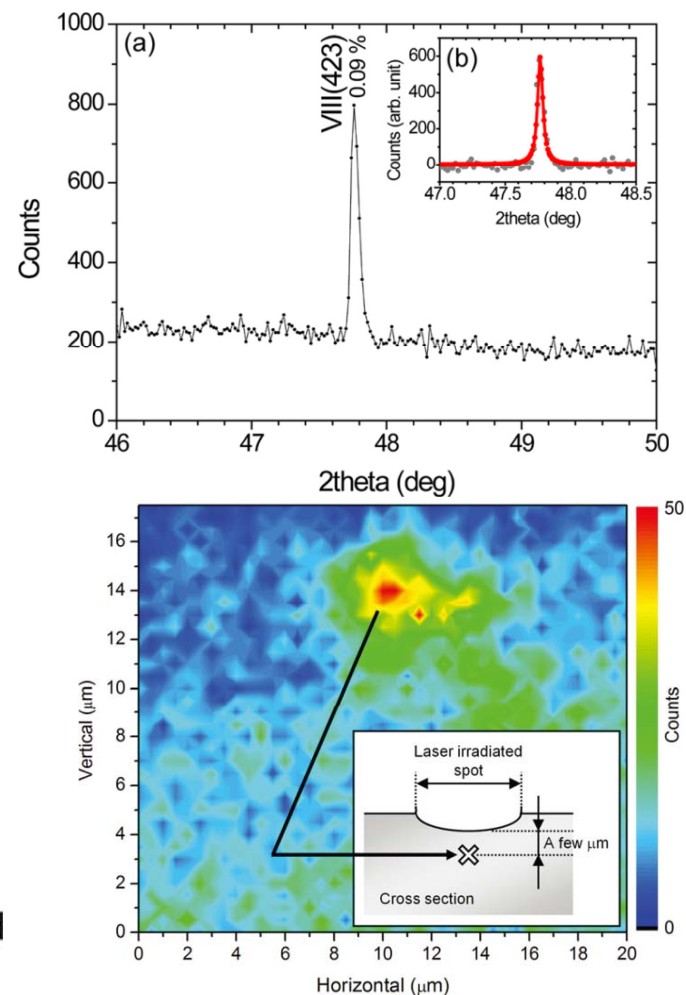 (a)
VIII(423)
0.09 %
(b)
Counts (arb. unit)
600
400
200
0
47.0 47.5 48.0 48.5
2theta (deg)
Counts
1000
800
600
400
200
0
46 47 48 49 50
2theta (deg)
Vertical (μm)
16
14
12
10
8
6
4
2
0
0 2 4 6 8 10 12 14 16 18 20
Horizontal (μm)
50
Counts
0
Laser irradiated
spot
A few μm
Cross section